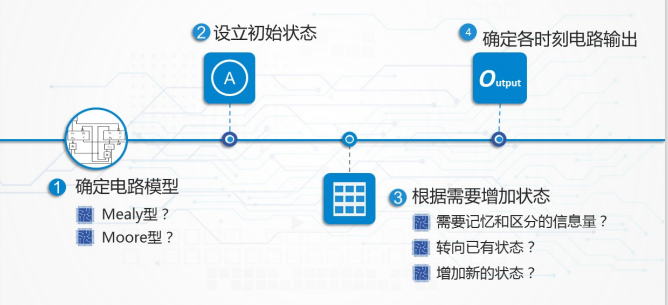 1 确定电路模型
Mealy型？
Moore型？
2 设立初始状态
A
3 根据需要增加状态
需要记忆和区分的信息量？
转向已有状态？
增加新的状态？
4 确定各时刻电路输出
Output